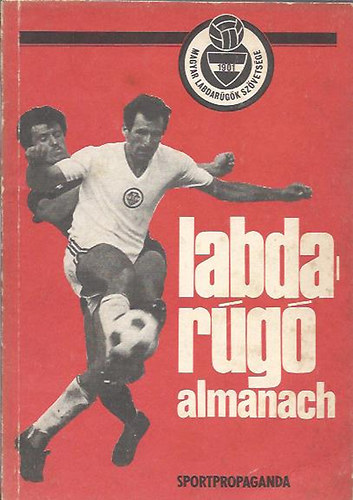 MAGYAR LABDARÚGÓK SZÖVETSÉGE
1901
labda-
rúgó
almanach
SPORTPROPAGANDA